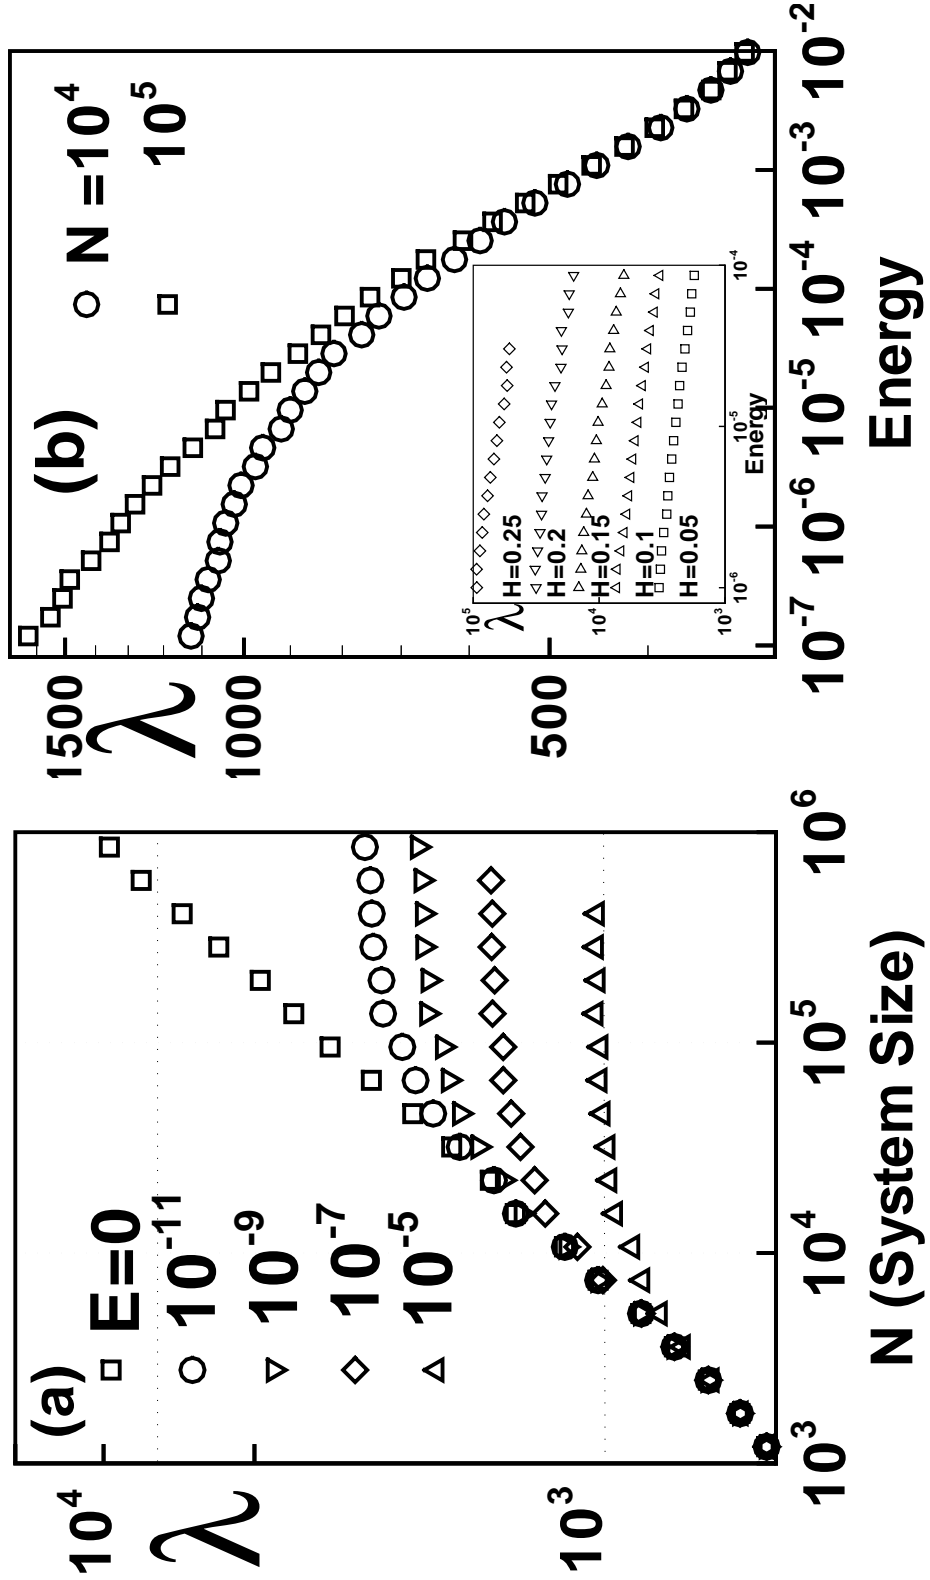 (a)
E=0
10^-11
10^-9
10^-7
10^-5
10^4
λ
10^3
10^3
10^4
10^5
10^6
N (System Size)
(b)
N =10^4
10^5
1500
λ
1000
500
10^-7
10^-6
10^-5
10^-4
10^-3
10^-2
Energy
10^5
λ
10^4
10^3
H=0.25
H=0.2
H=0.15
H=0.1
H=0.05
10^-6
10^-5
10^-4
Energy